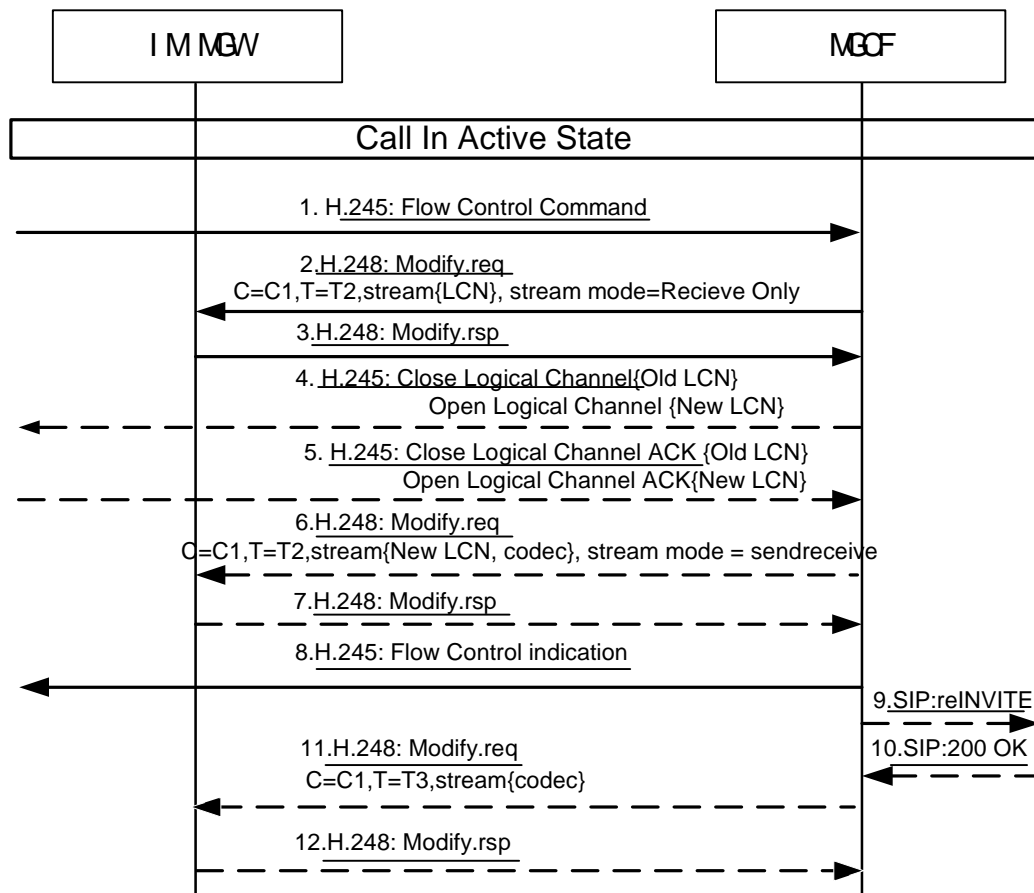 IM MGW
MGCF
Call In Active State
1. H.245: Flow Control Command
2.H.248: Modify.req
C=C1,T=T2,stream{LCN}, stream mode=Recieve Only
3.H.248: Modify.rsp
4. H.245: Close Logical Channel{Old LCN}
Open Logical Channel {New LCN}
5. H.245: Close Logical Channel ACK {Old LCN}
Open Logical Channel ACK{New LCN}
6.H.248: Modify.req
C=C1,T=T2,stream{New LCN, codec}, stream mode = sendreceive
7.H.248: Modify.rsp
8.H.245: Flow Control indication
9.SIP:reINVITE
10.SIP:200 OK
11.H.248: Modify.req
C=C1,T=T3,stream{codec}
12.H.248: Modify.rsp